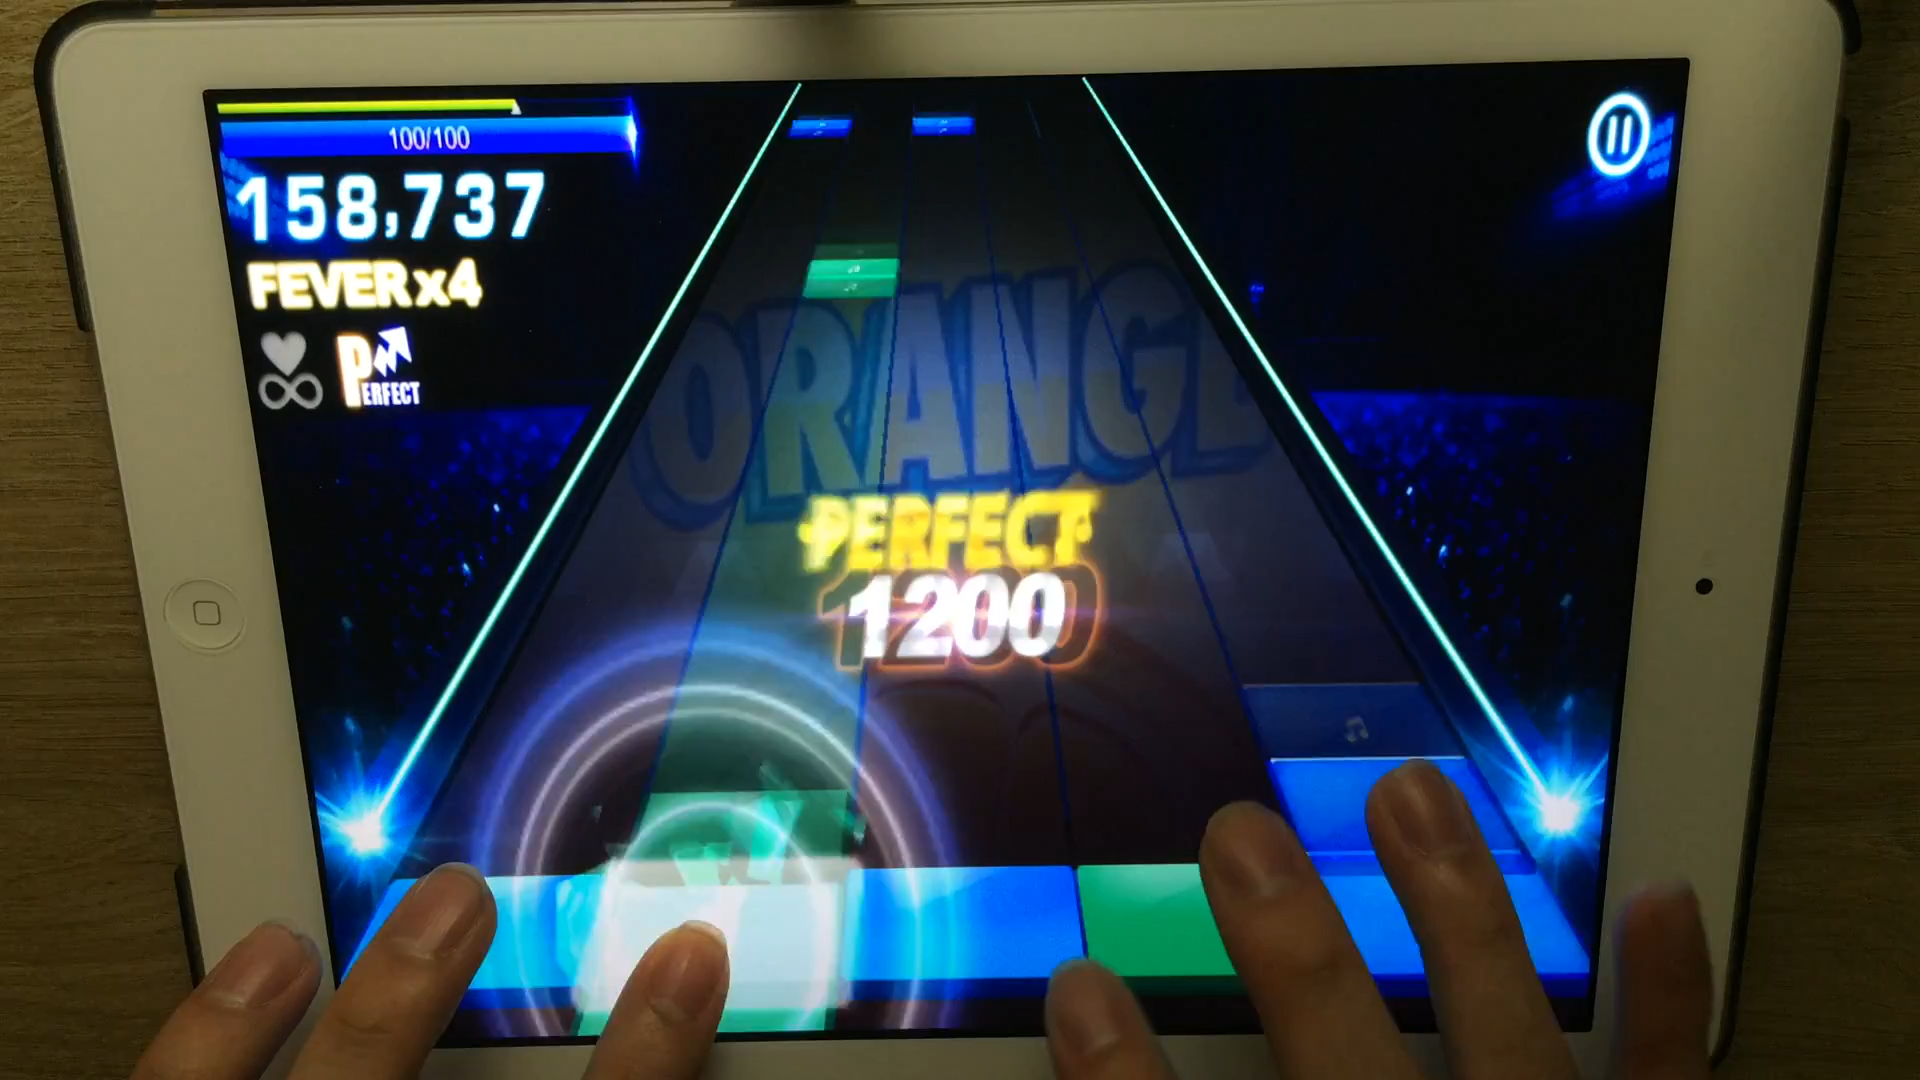 100/100
158,737
FEVER x4
PERFECT
ORANGE
PERFECT
1200